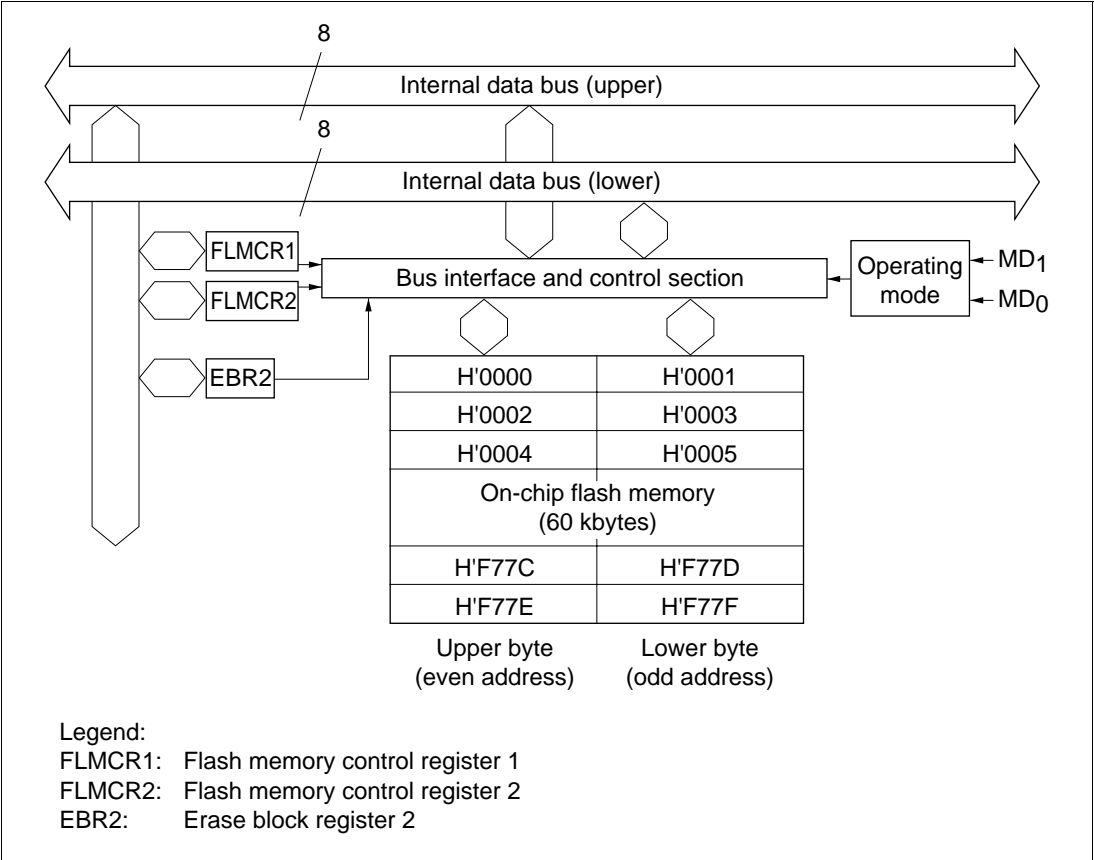 8
Internal data bus (upper)
8
Internal data bus (lower)
FLMCR1
Bus interface and control section
Operating
mode
MD1
FLMCR2
MD0
EBR2
H'0000 H'0001
H'0002 H'0003
H'0004 H'0005
On-chip flash memory
(60 kbytes)
H'F77C H'F77D
H'F77E H'F77F
Upper byte
(even address)
Lower byte
(odd address)
Legend:
FLMCR1: Flash memory control register 1
FLMCR2: Flash memory control register 2
EBR2: Erase block register 2